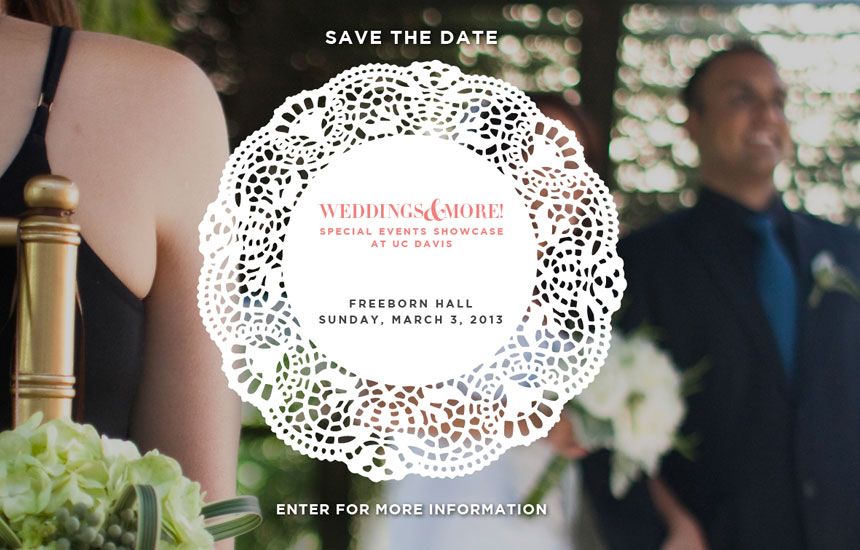 SAVE THE DATE
WEDDINGS&MORE!
SPECIAL EVENTS SHOWCASE
AT UC DAVIS
FREEBORN HALL
SUNDAY, MARCH 3, 2013
ENTER FOR MORE INFORMATION